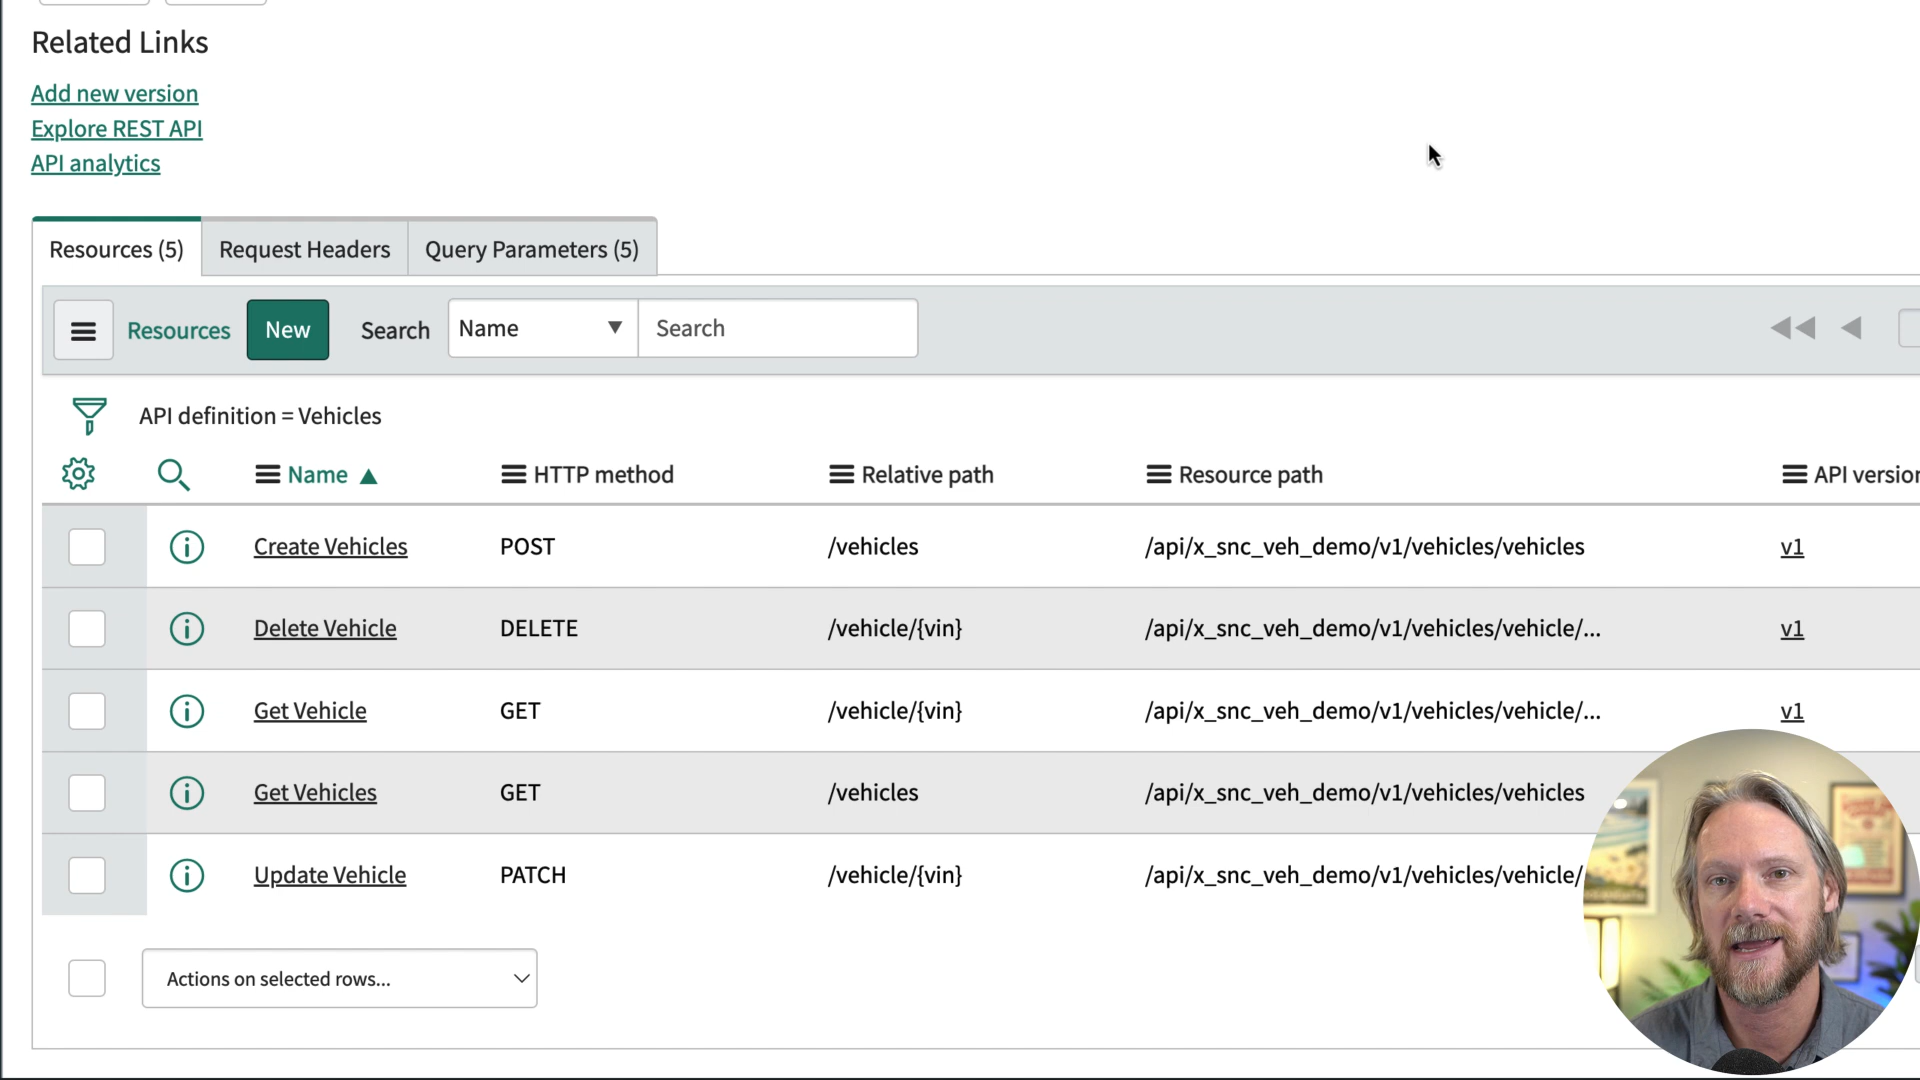 Related Links
Add new version
Explore REST API
API analytics
Resources (5) Request Headers Query Parameters (5)
Resources New Search Name Search
API definition = Vehicles
Name HTTP method Relative path Resource path API version
Create Vehicles POST /vehicles /api/x_snc_veh_demo/v1/vehicles/vehicles v1
Delete Vehicle DELETE /vehicle/{vin} /api/x_snc_veh_demo/v1/vehicles/vehicle/... v1
Get Vehicle GET /vehicle/{vin} /api/x_snc_veh_demo/v1/vehicles/vehicle/... v1
Get Vehicles GET /vehicles /api/x_snc_veh_demo/v1/vehicles/vehicles
Update Vehicle PATCH /vehicle/{vin} /api/x_snc_veh_demo/v1/vehicles/vehicle/
Actions on selected rows...